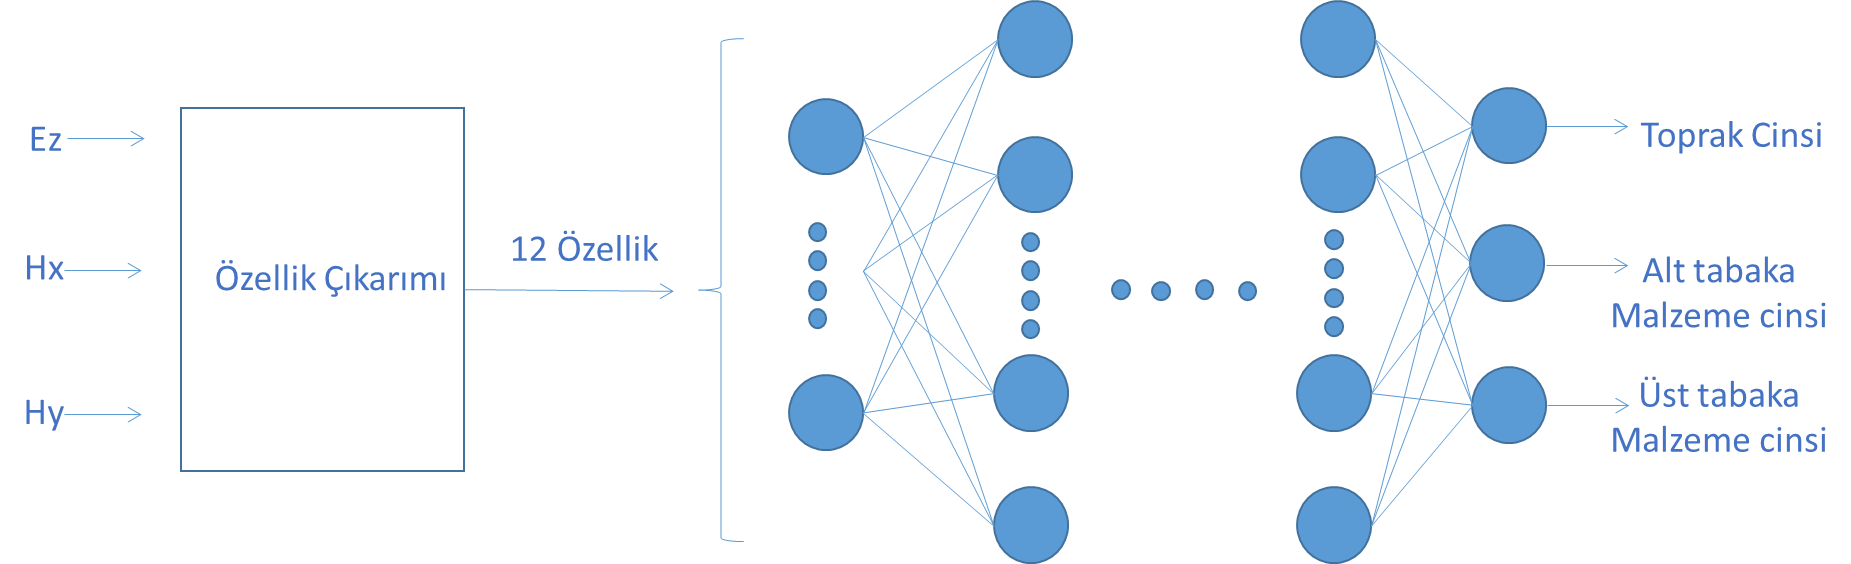 Ez
Hx
Hy
Özellik Çıkarımı
12 Özellik
Toprak Cinsi
Alt tabaka
Malzeme cinsi
Üst tabaka
Malzeme cinsi